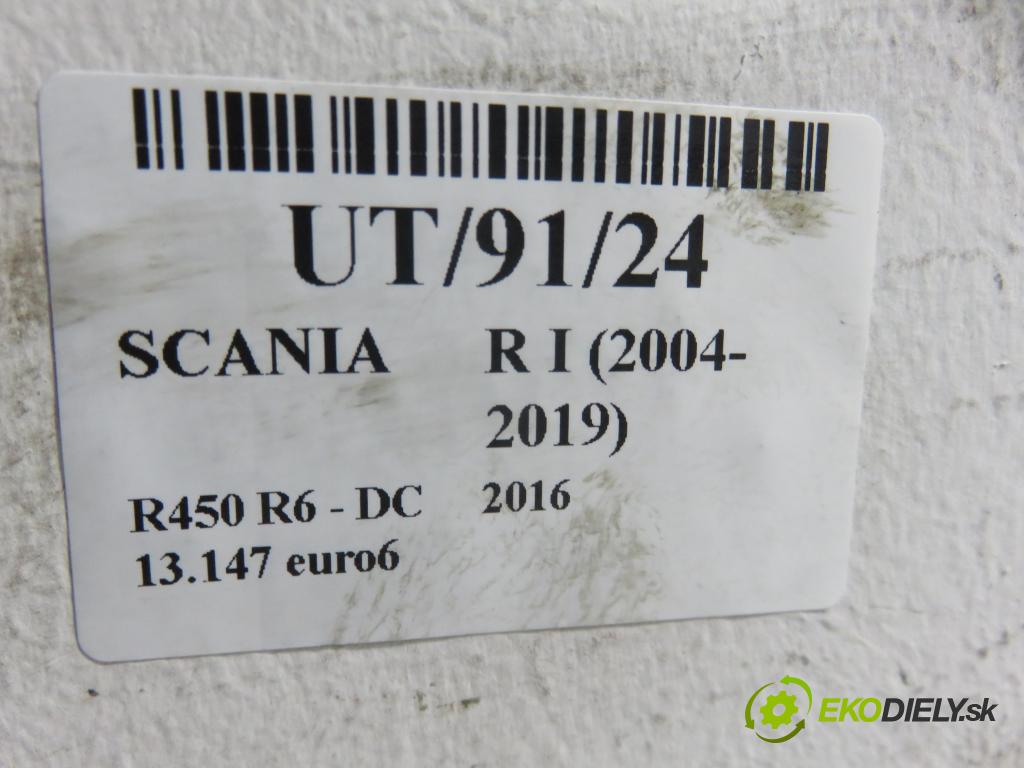 UT/91/24
SCANIA R I (2004-
2019)
R450 R6 - DC 2016
13.147 euro6
EKODIELY.sk